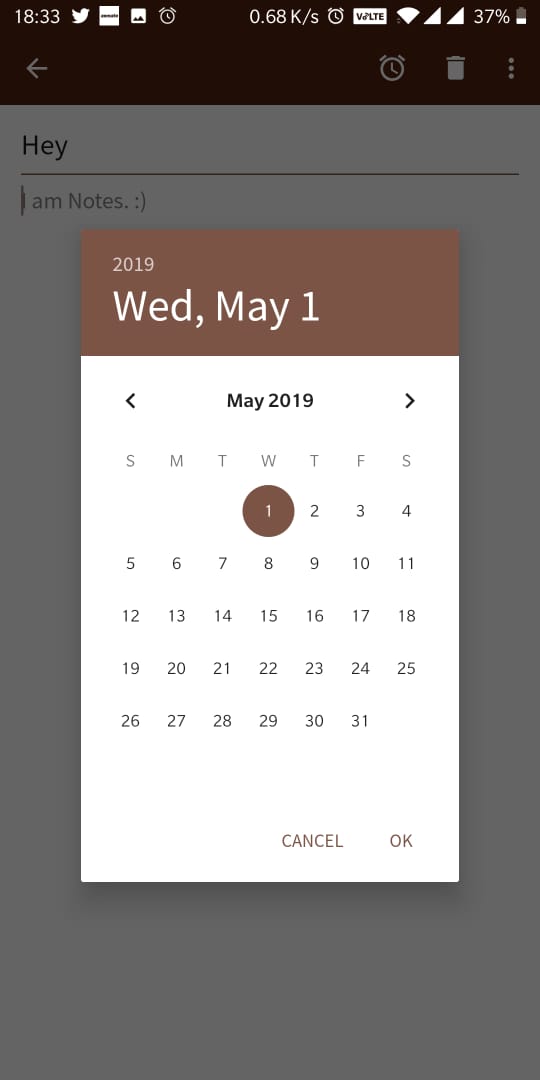 18:33 zomato 0.68 K/s VoLTE 37%
Hey
I am Notes. :)
2019
Wed, May 1
May 2019
S M T W T F S
1 2 3 4
5 6 7 8 9 10 11
12 13 14 15 16 17 18
19 20 21 22 23 24 25
26 27 28 29 30 31
CANCEL OK